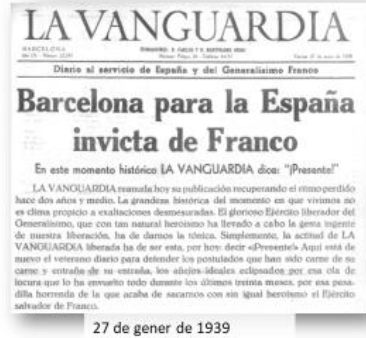 LA VANGUARDIA
BARCELONA
Diario al servicio de España y del Generalísimo Franco
Barcelona para la España
invicta de Franco
En este momento histórico LA VANGUARDIA dice: "¡Presente!"
LA VANGUARDIA reanuda hoy su publicación recuperando el ritmo perdido
hace dos años y medio. La grandeza histórica del momento en que vivimos no
es clima propicio a exaltaciones desmesuradas. El glorioso Ejército liberador del
Generalísimo, que con tan natural heroísmo ha llevado a cabo la gesta ingente
de nuestra liberación, ha de darnos la tónica. Simplemente, la actitud de LA
VANGUARDIA liberada ha de ser esta, por hoy: decir «¡Presente!» Aquí está de
nuevo el veterano diario para defender los postulados que han sido carne de su
carne y entraña de su entraña, los añejos ideales eclipsados por esa ola de
locura que lo ha envuelto todo durante los últimos treinta meses, por esa pesa-
dilla horrenda de la que acaba de sacarnos con sin igual heroísmo el Ejército
salvador de Franco.
27 de gener de 1939